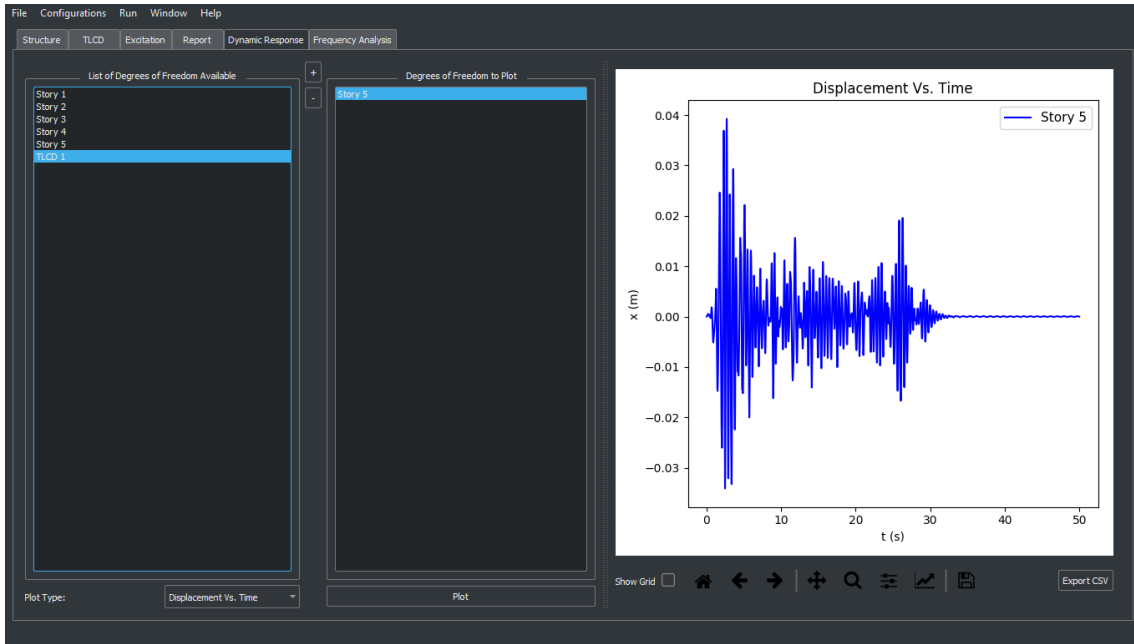 File Configurations Run Window Help
Structure TLCD Excitation Report Dynamic Response Frequency Analysis
List of Degrees of Freedom Available
Story 1
Story 2
Story 3
Story 4
Story 5
TLCD 1
Plot Type: Displacement Vs. Time
+
-
Degrees of Freedom to Plot
Story 5
Plot
Displacement Vs. Time
Story 5
x (m)
0.04
0.03
0.02
0.01
0.00
−0.01
−0.02
−0.03
0 10 20 30 40 50
t (s)
Show Grid
Export CSV